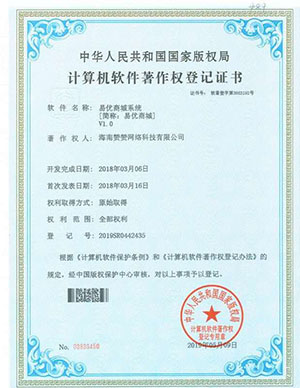 中华人民共和国国家版权局
计算机软件著作权登记证书
证书号： 软著登字第3863192号
软件名称： 易优商城系统
[简称：易优商城]
V1.0
著作权人： 海南赞赞网络科技有限公司
开发完成日期： 2018年03月06日
首次发表日期： 2018年03月16日
权利取得方式： 原始取得
权利范围： 全部权利
登记号： 2019SR0442435
根据《计算机软件保护条例》和《计算机软件著作权登记办法》的
规定，经中国版权保护中心审核，对以上事项予以登记。
中华人民共和国国家版权局
计算机软件著作权
登记专用章
No.
2019年05月09日